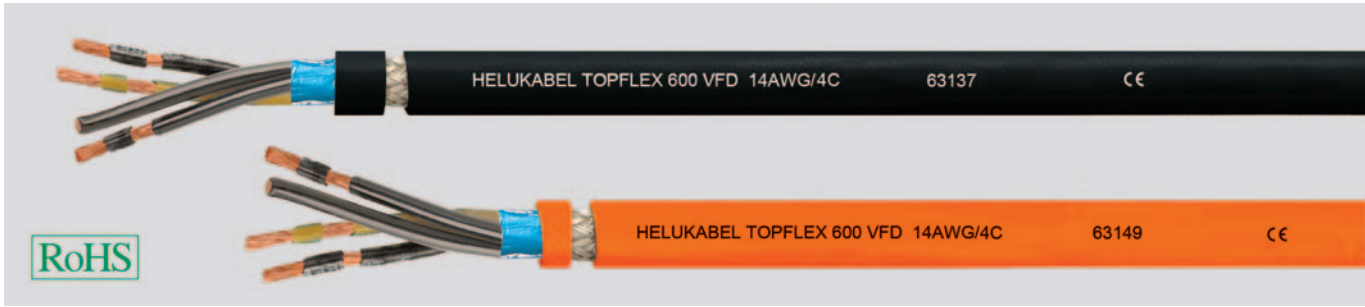 HELUKABEL TOPFLEX 600 VFD 14AWG/4C 63137 CE
HELUKABEL TOPFLEX 600 VFD 14AWG/4C 63149 CE
RoHS